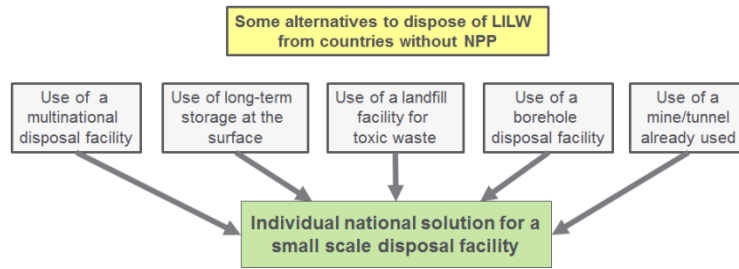 Some alternatives to dispose of LILW
from countries without NPP
Use of a
multinational
disposal facility
Use of long-term
storage at the
surface
Use of a landfill
facility for
toxic waste
Use of a
borehole
disposal facility
Use of a
mine/tunnel
already used
Individual national solution for a
small scale disposal facility